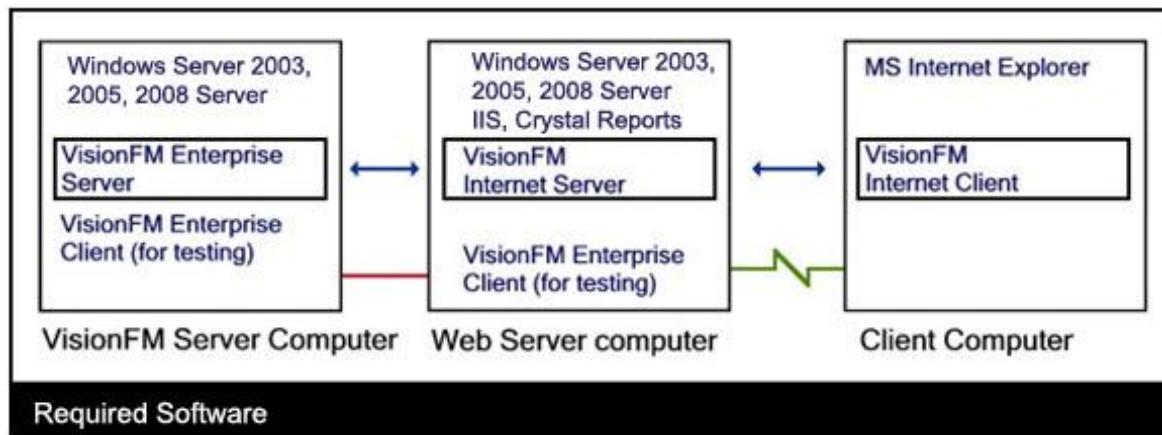 Windows Server 2003,
2005, 2008 Server
VisionFM Enterprise
Server
VisionFM Enterprise
Client (for testing)
VisionFM Server Computer
Windows Server 2003,
2005, 2008 Server
IIS, Crystal Reports
VisionFM
Internet Server
VisionFM Enterprise
Client (for testing)
Web Server computer
MS Internet Explorer
VisionFM
Internet Client
Client Computer
Required Software